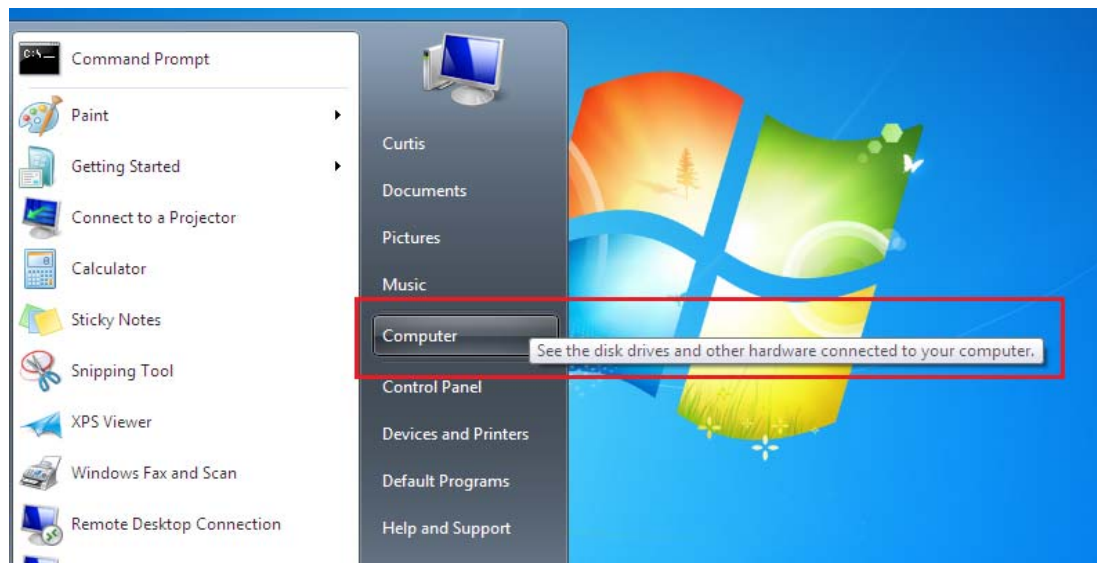 C:\
Command Prompt
Paint
Getting Started
Connect to a Projector
Calculator
Sticky Notes
Snipping Tool
XPS Viewer
Windows Fax and Scan
Remote Desktop Connection
Curtis
Documents
Pictures
Music
Computer
See the disk drives and other hardware connected to your computer.
Control Panel
Devices and Printers
Default Programs
Help and Support